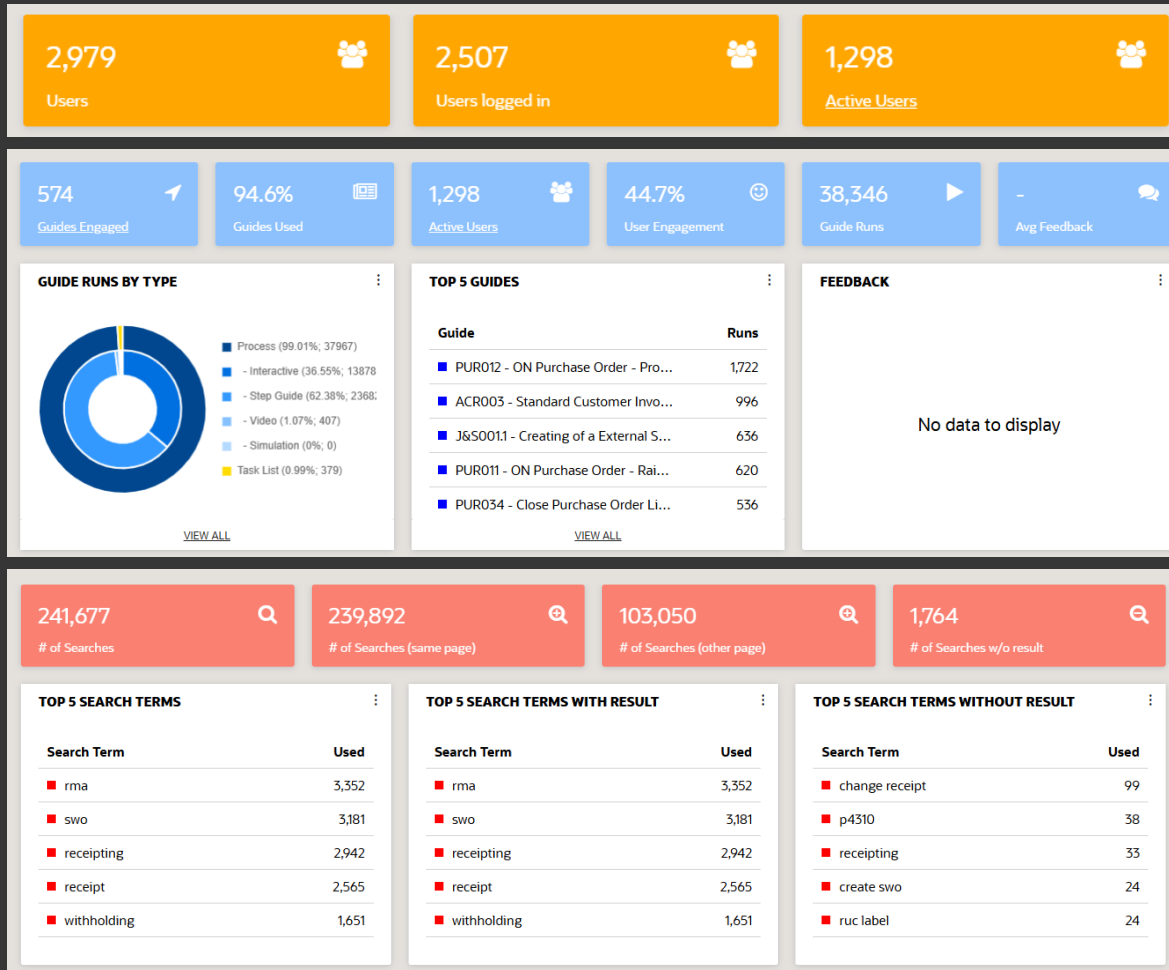 2,979
Users
2,507
Users logged in
1,298
Active Users
574
Guides Engaged
94.6%
Guides Used
1,298
Active Users
44.7%
User Engagement
38,346
Guide Runs
-
Avg Feedback
GUIDE RUNS BY TYPE
Process (99.01%; 37967)
- Interactive (36.55%; 13878
- Step Guide (62.38%; 23682
- Video (1.07%; 407)
- Simulation (0%; 0)
Task List (0.99%; 379)
VIEW ALL
TOP 5 GUIDES
Guide Runs
PUR012 - ON Purchase Order - Pro... 1,722
ACR003 - Standard Customer Invo... 996
J&S001.1 - Creating of a External S... 636
PUR011 - ON Purchase Order - Rai... 620
PUR034 - Close Purchase Order Li... 536
VIEW ALL
FEEDBACK
No data to display
241,677
# of Searches
239,892
# of Searches (same page)
103,050
# of Searches (other page)
1,764
# of Searches w/o result
TOP 5 SEARCH TERMS
Search Term Used
rma 3,352
swo 3,181
receipting 2,942
receipt 2,565
withholding 1,651
TOP 5 SEARCH TERMS WITH RESULT
Search Term Used
rma 3,352
swo 3,181
receipting 2,942
receipt 2,565
withholding 1,651
TOP 5 SEARCH TERMS WITHOUT RESULT
Search Term Used
change receipt 99
p4310 38
receipting 33
create swo 24
ruc label 24